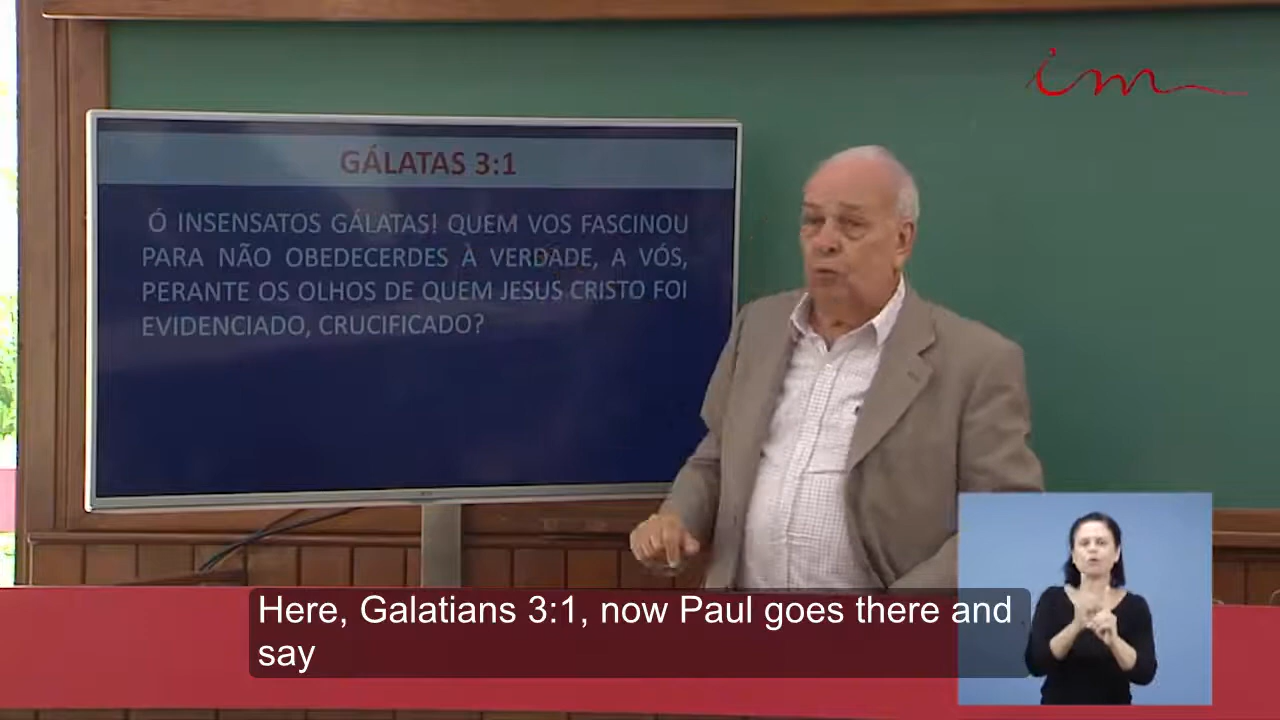 im
GÁLATAS 3:1
Ó INSENSATOS GÁLATAS! QUEM VOS FASCINOU
PARA NÃO OBEDECERDES À VERDADE, A VÓS,
PERANTE OS OLHOS DE QUEM JESUS CRISTO FOI
EVIDENCIADO, CRUCIFICADO?
Here, Galatians 3:1, now Paul goes there and
say